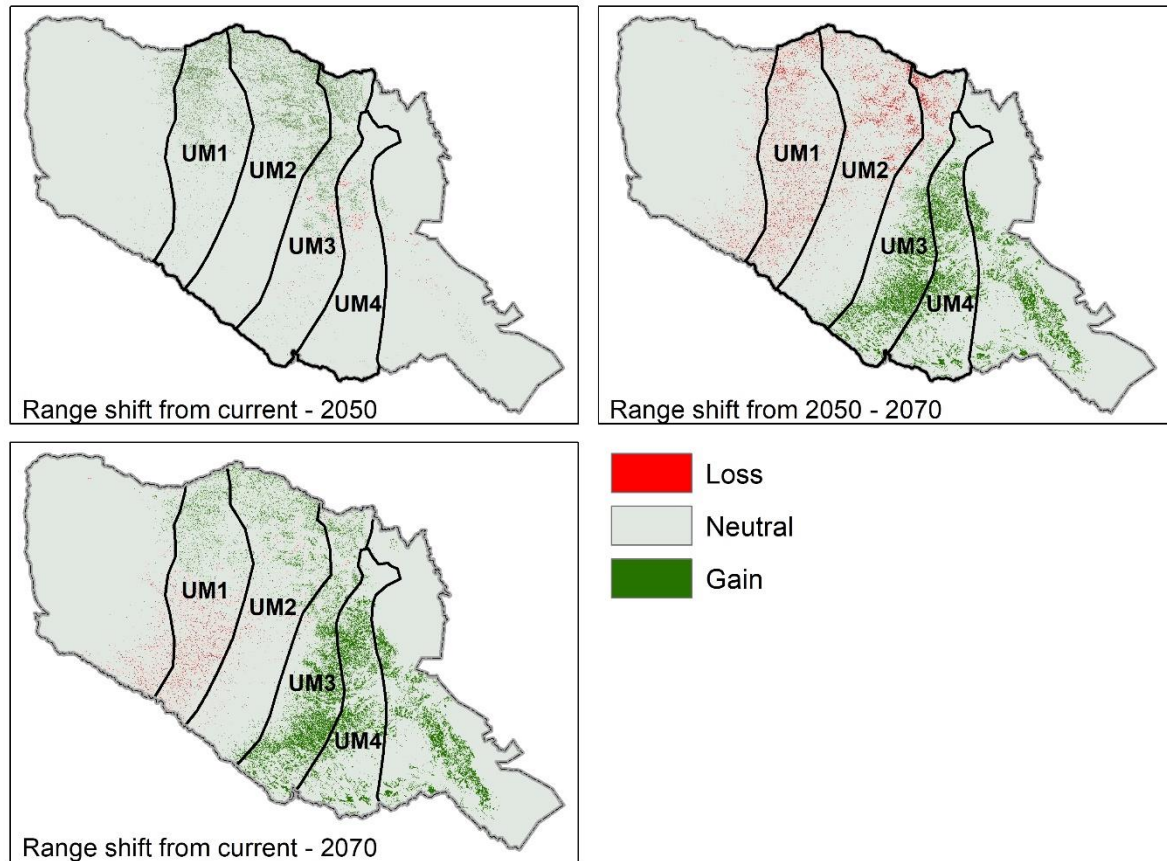 UM1
UM2
UM3
UM4
Range shift from current - 2050
UM1
UM2
UM3
UM4
Range shift from 2050 - 2070
UM1
UM2
UM3
UM4
Range shift from current - 2070
Loss
Neutral
Gain